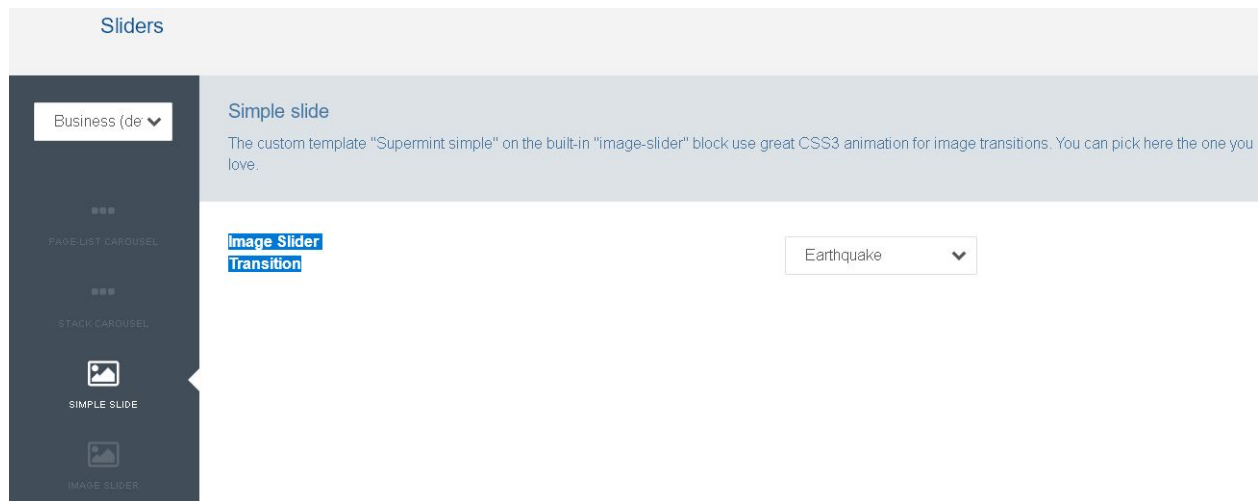 Sliders
Business (de
Simple slide
The custom template "Supermint simple" on the built-in "image-slider" block use great CSS3 animation for image transitions. You can pick here the one you
love.
PAGE-LIST CAROUSEL
Image Slider
Transition
Earthquake
STACK CAROUSEL
SIMPLE SLIDE
IMAGE SLIDER